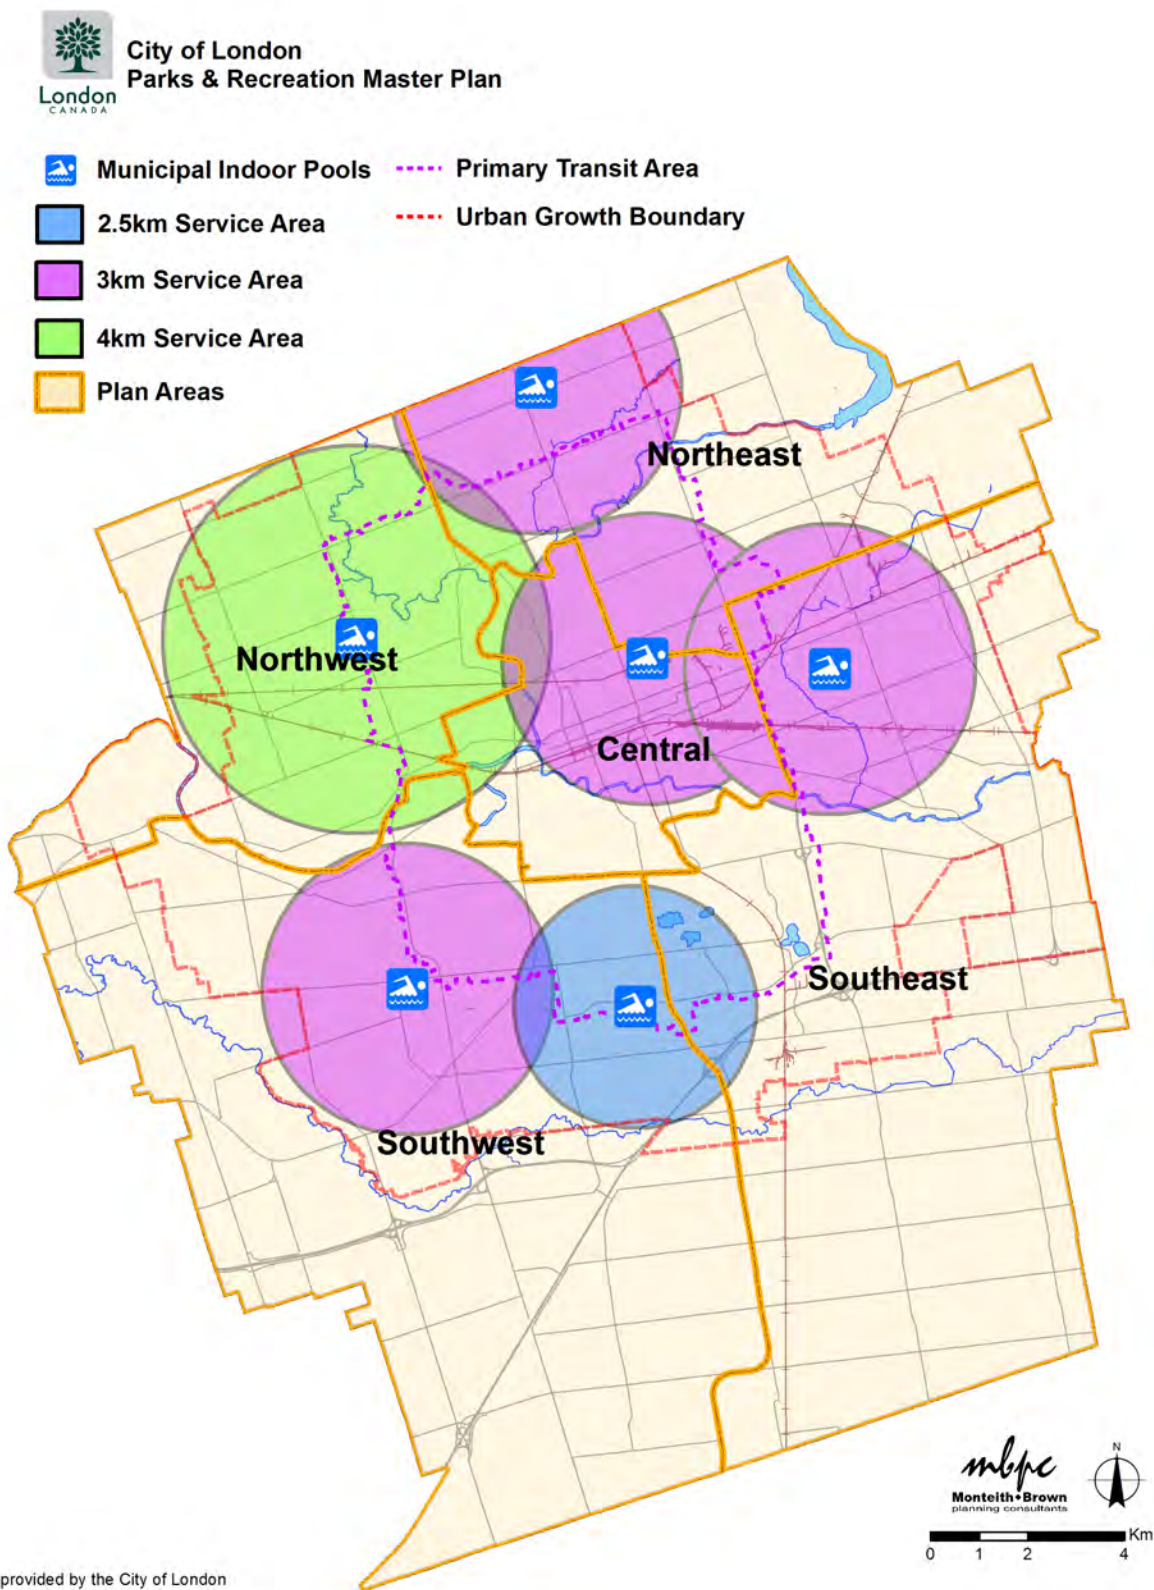 City of London
Parks & Recreation Master Plan
London
CANADA
Municipal Indoor Pools
Primary Transit Area
2.5km Service Area
Urban Growth Boundary
3km Service Area
4km Service Area
Plan Areas
Northeast
Northwest
Central
Southeast
Southwest
mbpc
Monteith•Brown
planning consultants
N
Km
0 1 2 4
provided by the City of London